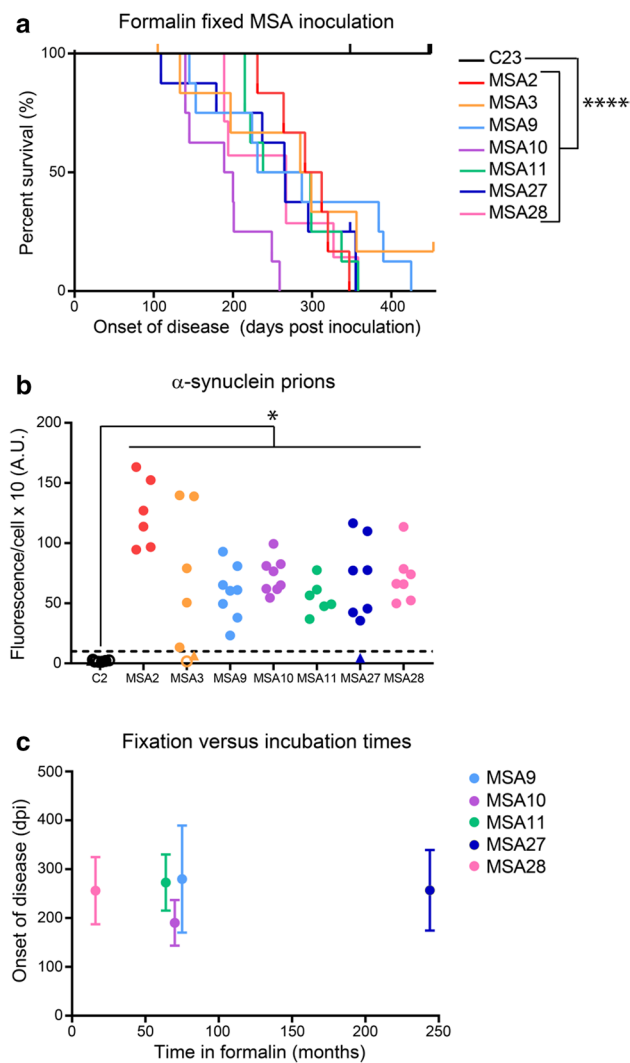 a
Formalin fixed MSA inoculation
Percent survival (%)
100
50
0
0 100 200 300 400
Onset of disease (days post inoculation)
C23
MSA2
MSA3
MSA9
MSA10
MSA11
MSA27
MSA28
****
b
α-synuclein prions
*
Fluorescence/cell x 10 (A.U.)
200
150
100
50
0
C2 MSA2 MSA3 MSA9 MSA10 MSA11 MSA27 MSA28
c
Fixation versus incubation times
Onset of disease (dpi)
500
400
300
200
100
0
0 50 100 150 200 250
Time in formalin (months)
MSA9
MSA10
MSA11
MSA27
MSA28